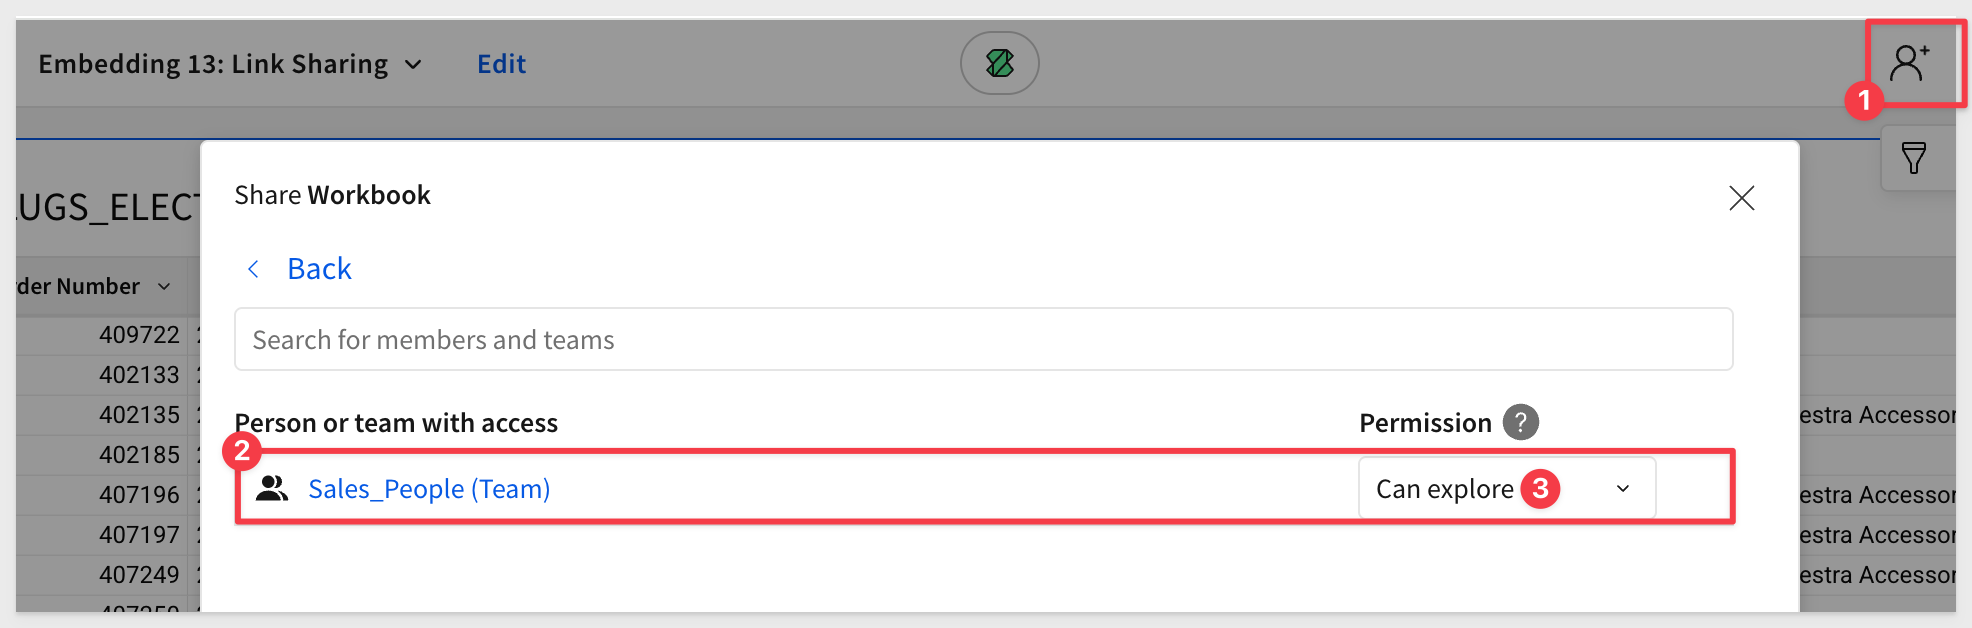 Embedding 13: Link Sharing
Edit
1
Share Workbook
Back
Search for members and teams
Person or team with access
Permission ?
2
Sales_People (Team)
Can explore 3
LUGS_ELECT
der Number
409722
402133
402135
estra Accessor
402185
407196
estra Accessor
407197
estra Accessor
407249
estra Accessor